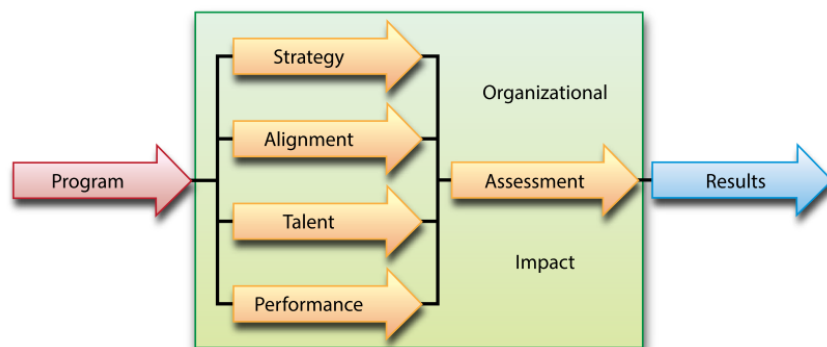 Program
Strategy
Alignment
Talent
Performance
Organizational
Assessment
Impact
Results